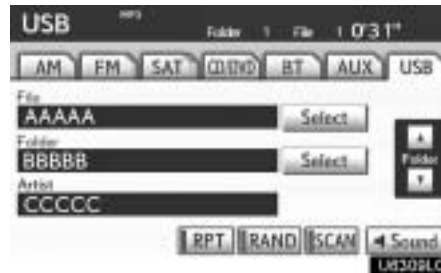 USB MP3 Folder 1 File 1 0'31"
AM FM SAT CD/DVD BT AUX USB
File
AAAAA Select
Folder
BBBBB Select
Folder
Artist
CCCCC
RPT RAND SCAN Sound
U8309LC